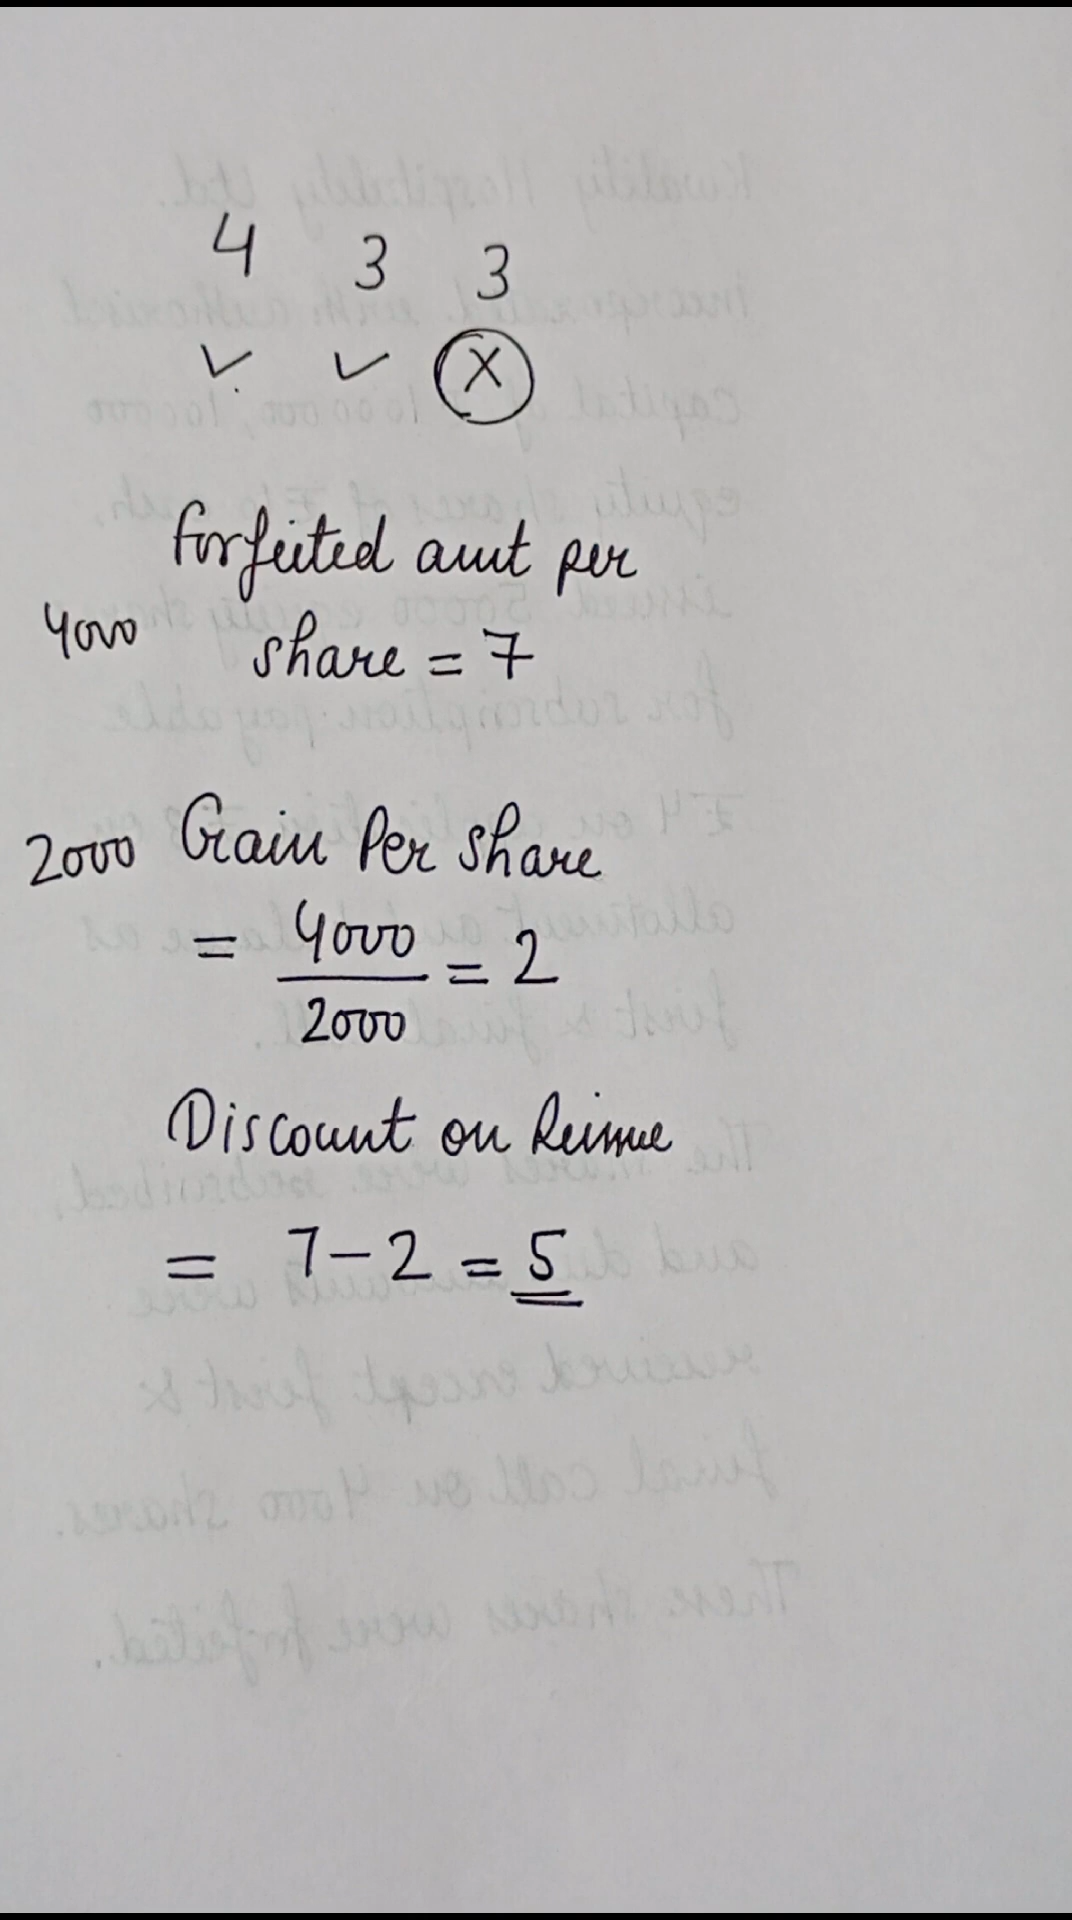 4 3 3
✓ ✓ X
forfeited amt per
4000 share = 7
2000 Gain Per share
= 4000 = 2
2000
Discount on Reissue
= 7 - 2 = 5